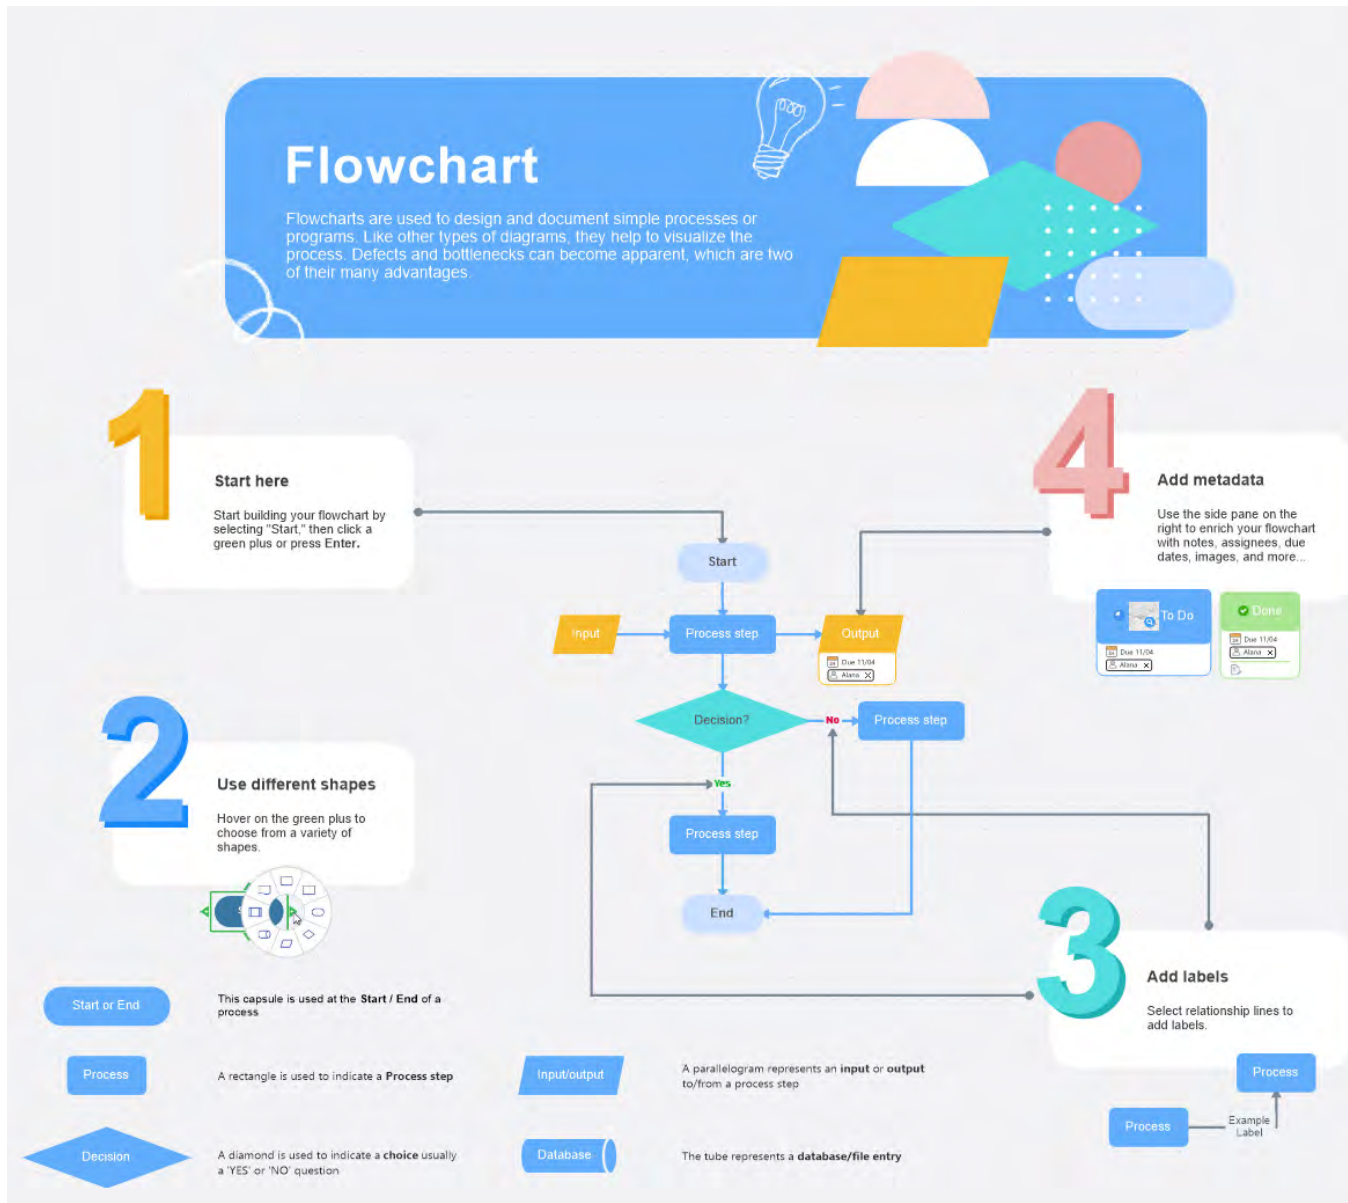 Flowchart
Flowcharts are used to design and document simple processes or
programs. Like other types of diagrams, they help to visualize the
process. Defects and bottlenecks can become apparent, which are two
of their many advantages.
1
Start here
Start building your flowchart by
selecting "Start," then click a
green plus or press Enter.
4
Add metadata
Use the side pane on the
right to enrich your flowchart
with notes, assignees, due
dates, images, and more...
To Do
Due 11/04
Alana X
Done
Due 11/04
Alana X
Start
Input
Process step
Output
Due 11/04
Alana X
Decision?
No
Process step
Yes
Process step
End
2
Use different shapes
Hover on the green plus to
choose from a variety of
shapes.
3
Add labels
Select relationship lines to
add labels.
Process
Process
Example
Label
Start or End
This capsule is used at the Start / End of a
process
Process
A rectangle is used to indicate a Process step
Input/output
A parallelogram represents an input or output
to/from a process step
Decision
A diamond is used to indicate a choice usually
a 'YES' or 'NO' question
Database
The tube represents a database/file entry